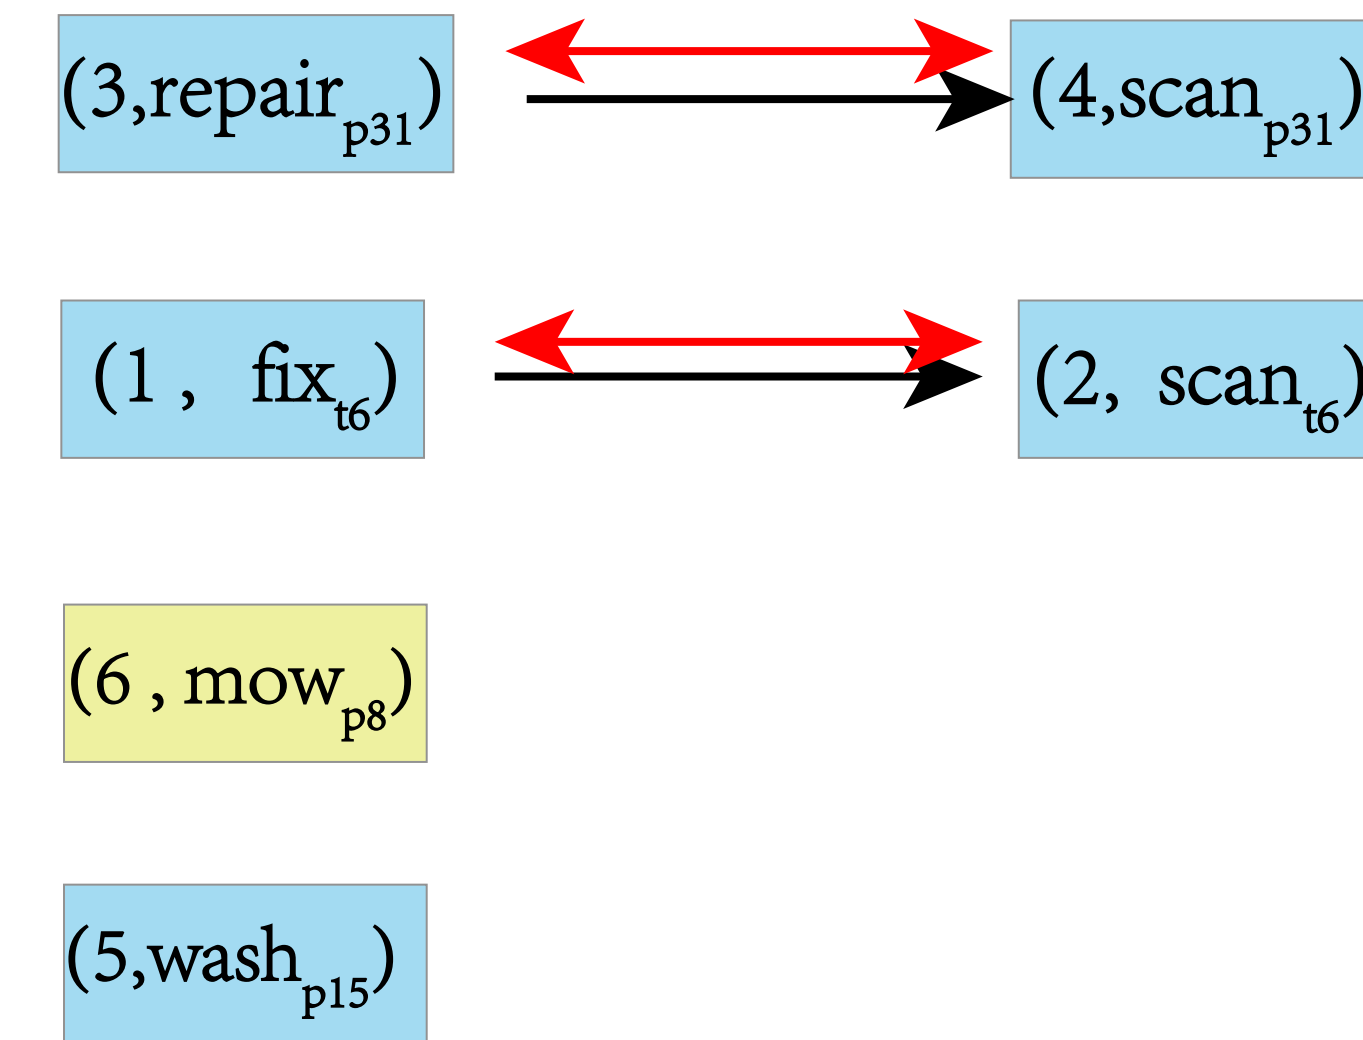 (3,repairp31) (4,scanp31)
(1 , fixt6) (2, scant6)
(6 , mowp8)
(5,washp15)